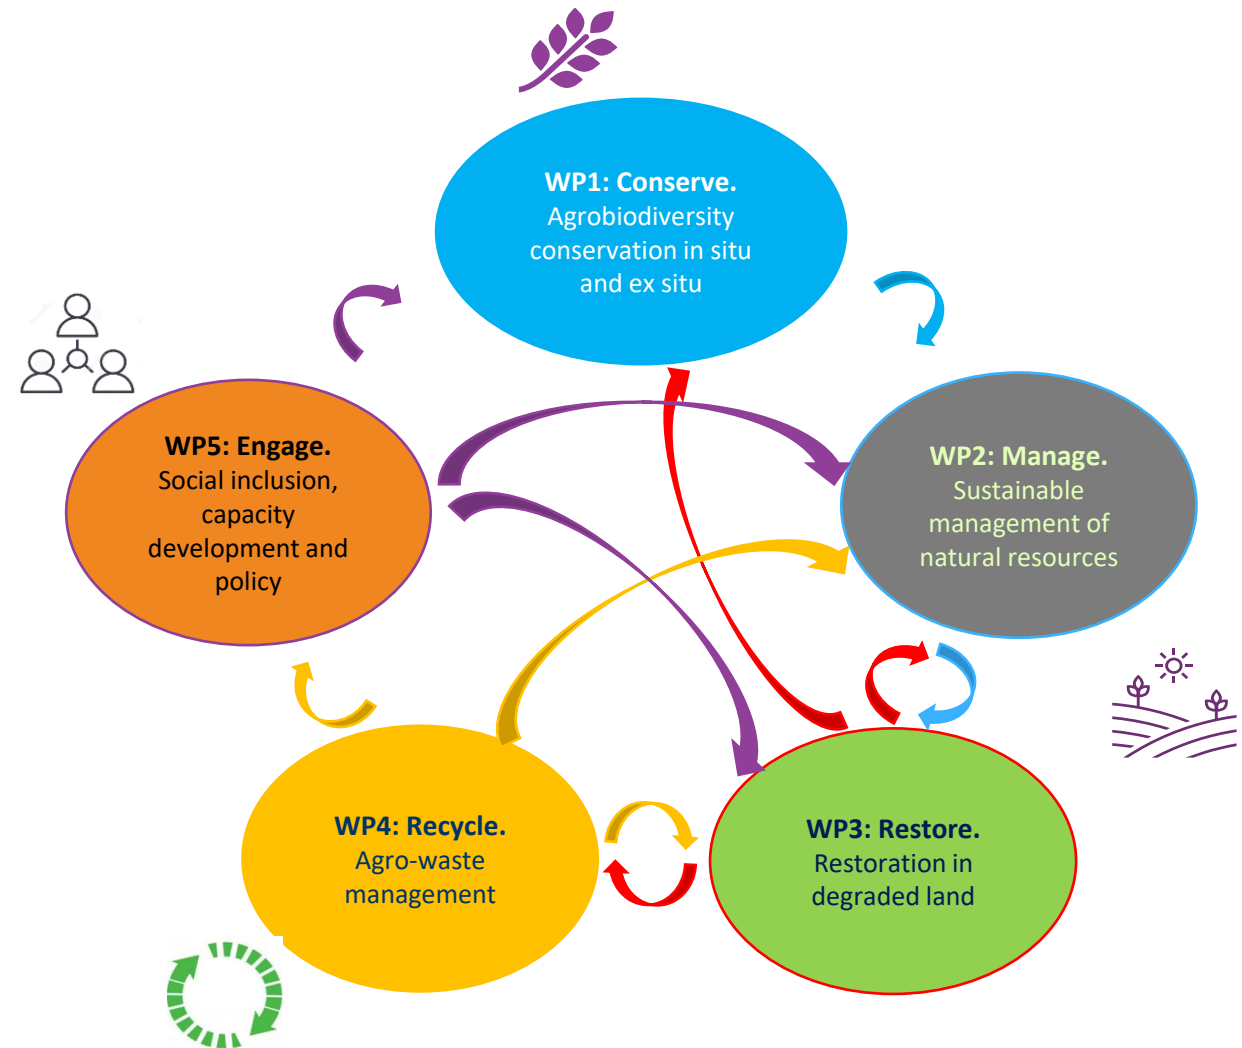 WP1: Conserve.
Agrobiodiversity
conservation in situ
and ex situ
WP5: Engage.
Social inclusion,
capacity
development and
policy
WP2: Manage.
Sustainable
management of
natural resources
WP4: Recycle.
Agro-waste
management
WP3: Restore.
Restoration in
degraded land